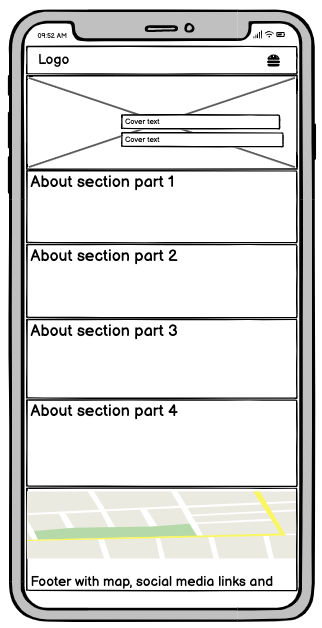 09:52 AM
Logo
Cover text
Cover text
About section part 1
About section part 2
About section part 3
About section part 4
Footer with map, social media links and